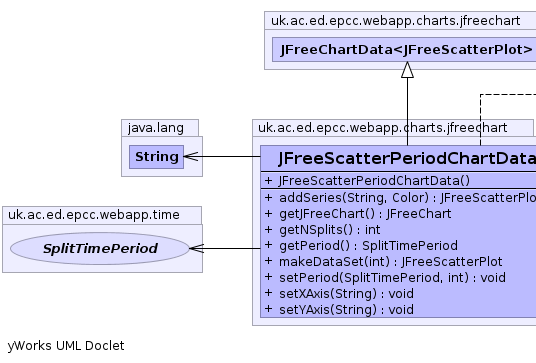 uk.ac.ed.epcc.webapp.charts.jfreechart
JFreeChartData<JFreeScatterPlot>
java.lang
String
uk.ac.ed.epcc.webapp.charts.jfreechart
JFreeScatterPeriodChartData
+ JFreeScatterPeriodChartData()
+ addSeries(String, Color) : JFreeScatterPlo
+ getJFreeChart() : JFreeChart
+ getNSplits() : int
+ getPeriod() : SplitTimePeriod
+ makeDataSet(int) : JFreeScatterPlot
+ setPeriod(SplitTimePeriod, int) : void
+ setXAxis(String) : void
+ setYAxis(String) : void
uk.ac.ed.epcc.webapp.time
SplitTimePeriod
yWorks UML Doclet